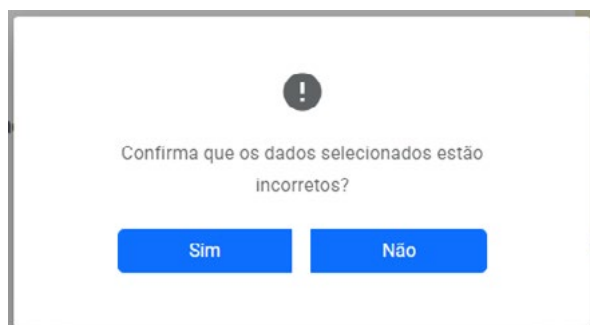 Confirma que os dados selecionados estão
incorretos?
Sim
Não